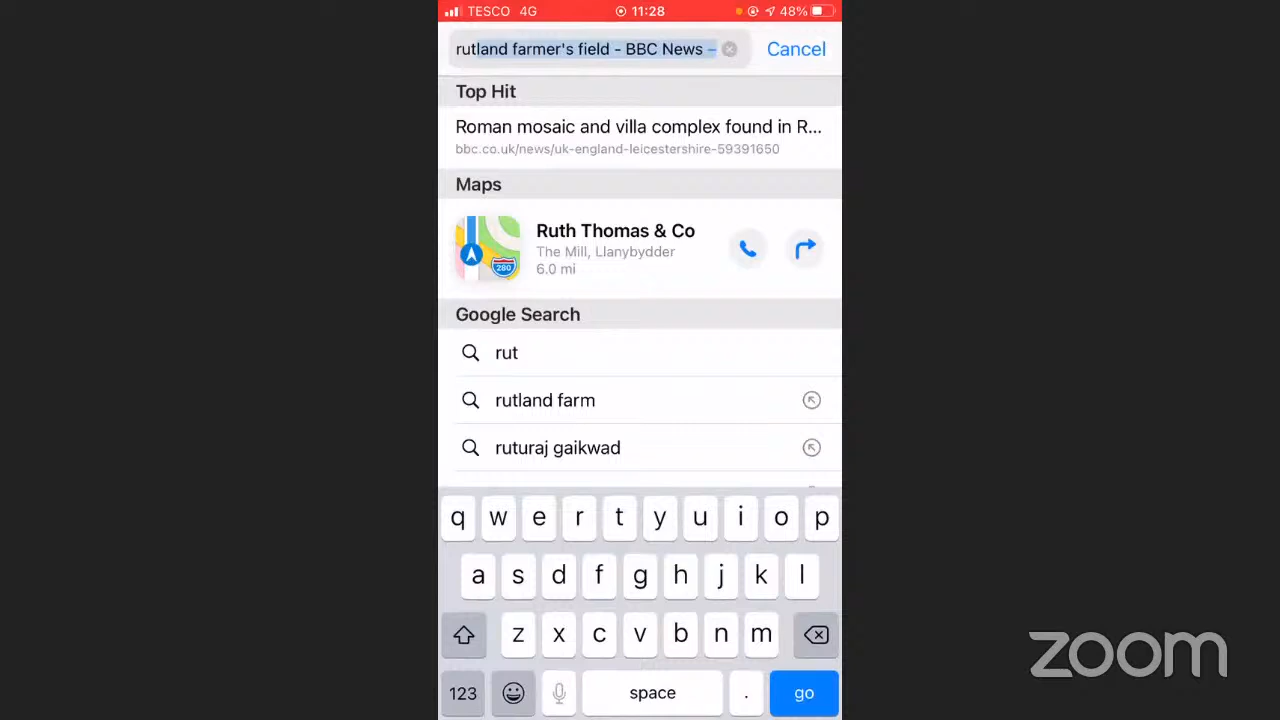 TESCO 4G 11:28 48%
rutland farmer's field - BBC News – Cancel
Top Hit
Roman mosaic and villa complex found in R...
bbc.co.uk/news/uk-england-leicestershire-59391650
Maps
280
Ruth Thomas & Co
The Mill, Llanybydder
6.0 mi
Google Search
rut
rutland farm
ruturaj gaikwad
q w e r t y u i o p
a s d f g h j k l
z x c v b n m
123 space . go
zoom